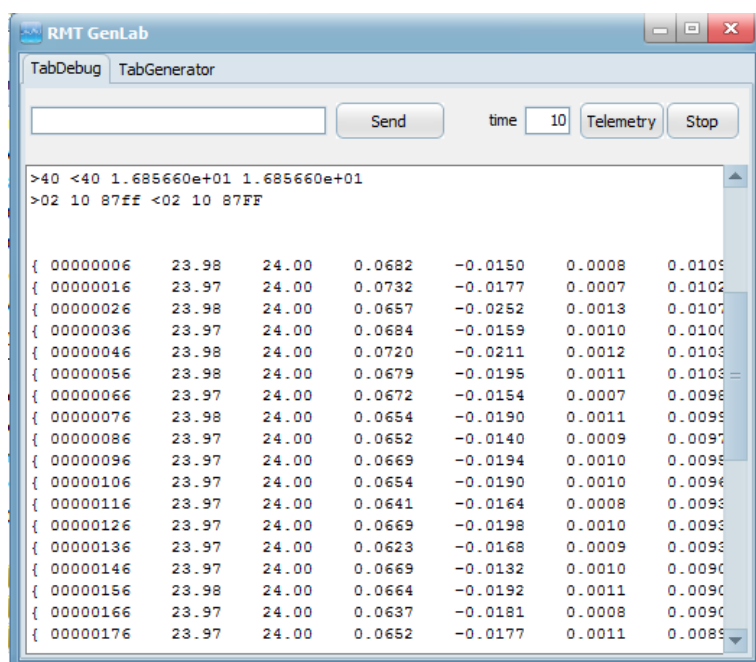 RMT GenLab
TabDebug TabGenerator
Send time 10 Telemetry Stop
>40 <40 1.685660e+01 1.685660e+01
>02 10 87ff <02 10 87FF
{ 00000006 23.98 24.00 0.0682 -0.0150 0.0008 0.0109
{ 00000016 23.97 24.00 0.0732 -0.0177 0.0007 0.0102
{ 00000026 23.98 24.00 0.0657 -0.0252 0.0013 0.0107
{ 00000036 23.97 24.00 0.0684 -0.0159 0.0010 0.0100
{ 00000046 23.98 24.00 0.0720 -0.0211 0.0012 0.0103
{ 00000056 23.98 24.00 0.0679 -0.0195 0.0011 0.0103
{ 00000066 23.97 24.00 0.0672 -0.0154 0.0007 0.0098
{ 00000076 23.98 24.00 0.0654 -0.0190 0.0011 0.0099
{ 00000086 23.97 24.00 0.0652 -0.0140 0.0009 0.0097
{ 00000096 23.97 24.00 0.0669 -0.0194 0.0010 0.0095
{ 00000106 23.97 24.00 0.0654 -0.0190 0.0010 0.0096
{ 00000116 23.97 24.00 0.0641 -0.0164 0.0008 0.0093
{ 00000126 23.97 24.00 0.0669 -0.0198 0.0010 0.0093
{ 00000136 23.97 24.00 0.0623 -0.0168 0.0009 0.0093
{ 00000146 23.97 24.00 0.0669 -0.0132 0.0010 0.0090
{ 00000156 23.98 24.00 0.0664 -0.0192 0.0011 0.0090
{ 00000166 23.97 24.00 0.0637 -0.0181 0.0008 0.0090
{ 00000176 23.97 24.00 0.0652 -0.0177 0.0011 0.0089